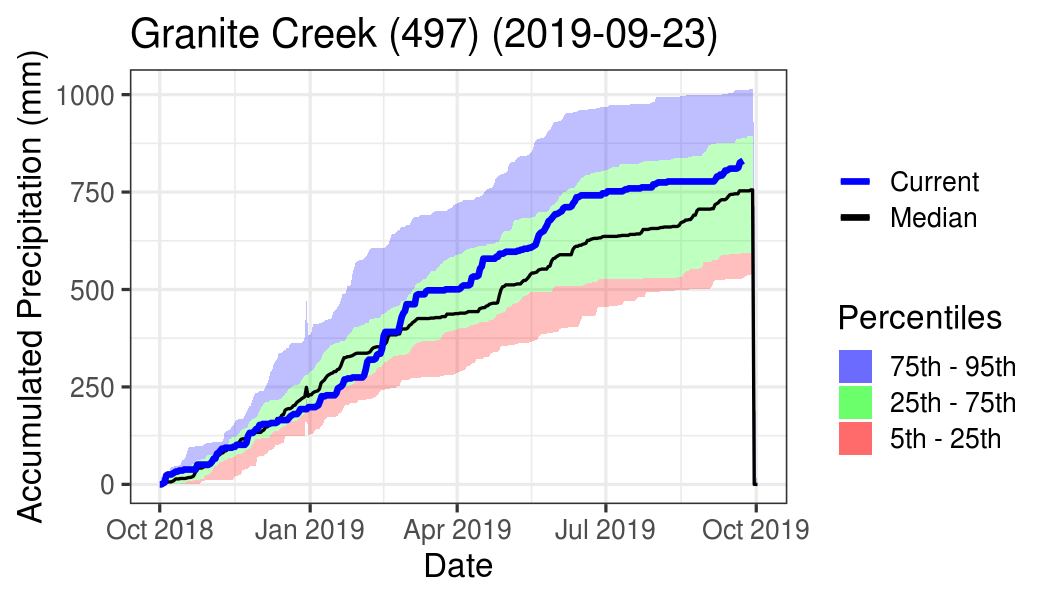 Granite Creek (497) (2019-09-23)
Accumulated Precipitation (mm)
1000
750
500
250
0
Oct 2018
Jan 2019
Apr 2019
Jul 2019
Oct 2019
Date
Current
Median
Percentiles
75th - 95th
25th - 75th
5th - 25th